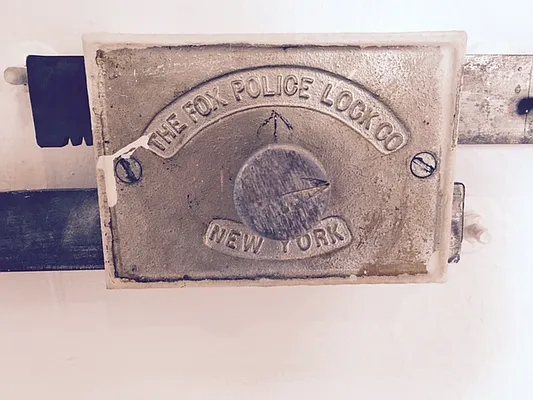 THE FOX POLICE LOCK CO
NEW YORK